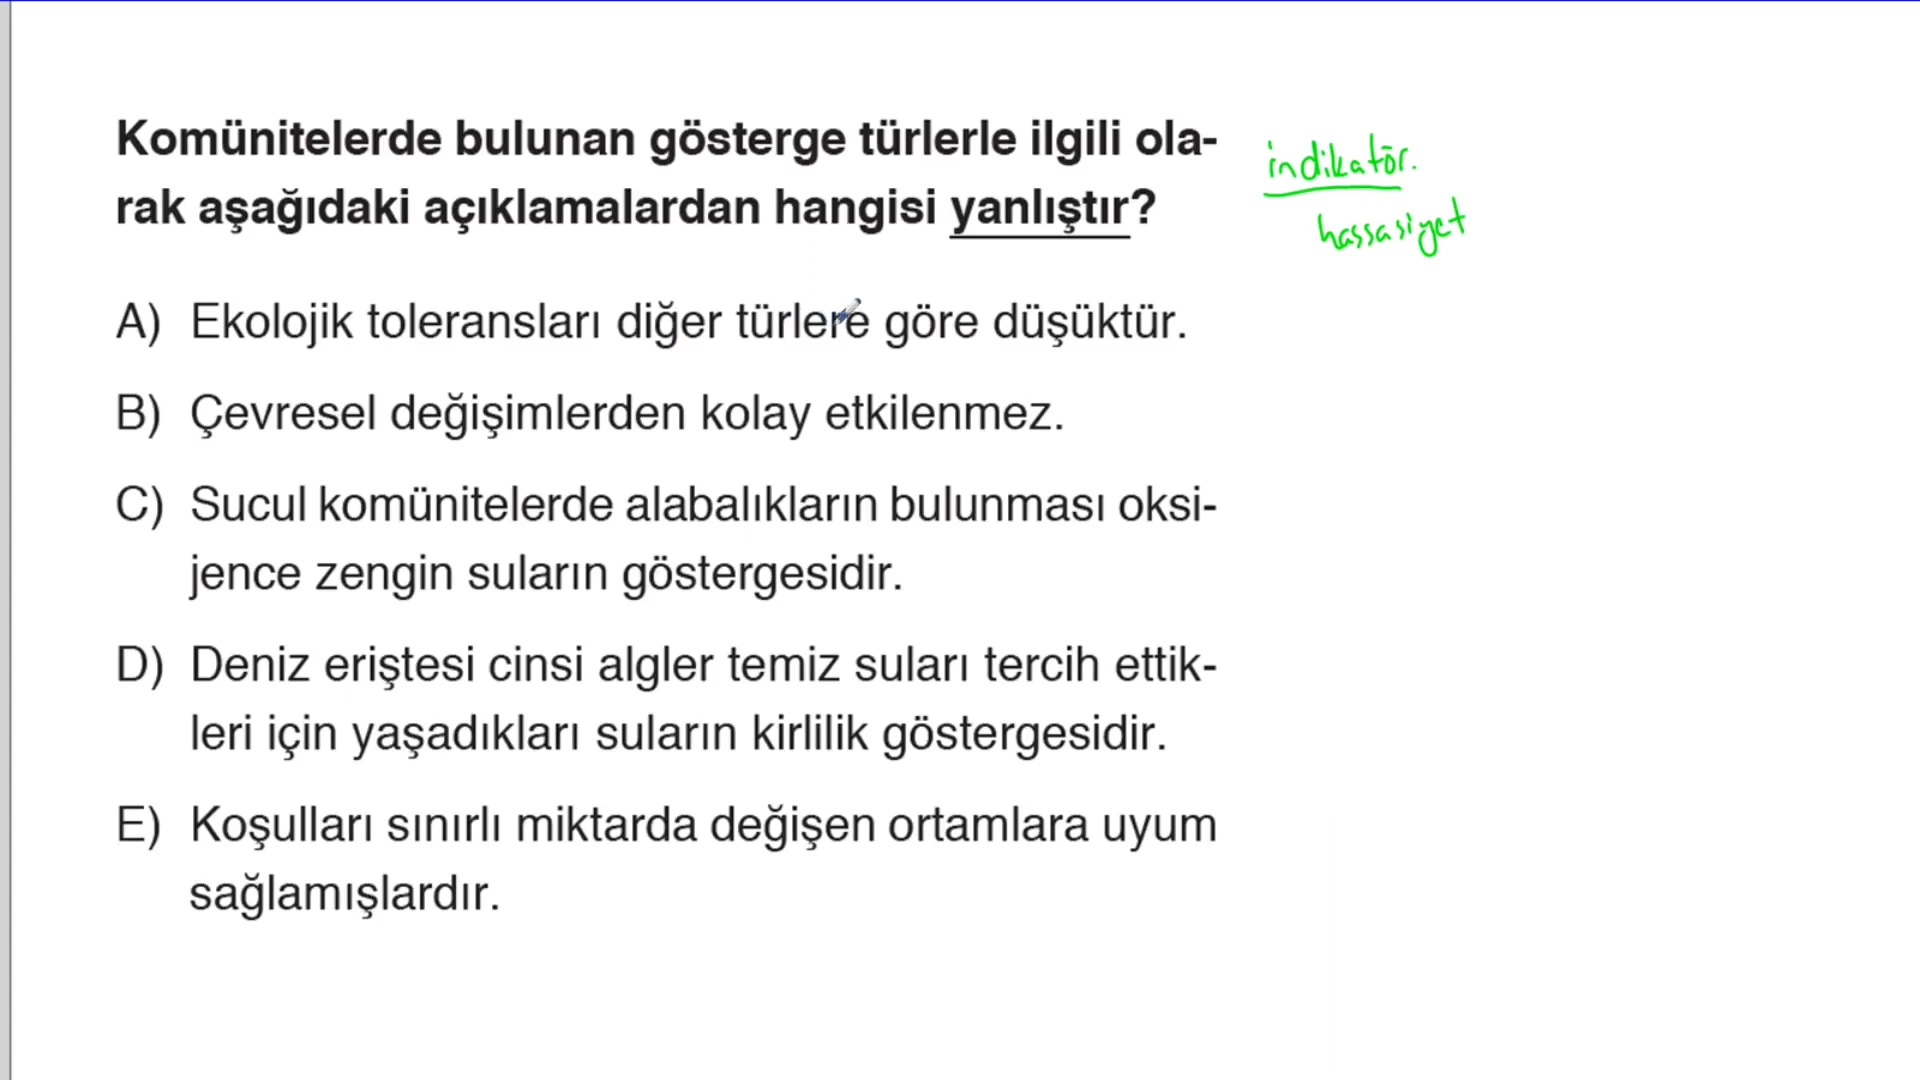 Komünitelerde bulunan gösterge türlerle ilgili ola-
rak aşağıdaki açıklamalardan hangisi yanlıştır?
indikatör.
hassasiyet
A) Ekolojik toleransları diğer türlere göre düşüktür.
B) Çevresel değişimlerden kolay etkilenmez.
C) Sucul komünitelerde alabalıkların bulunması oksi-
jence zengin suların göstergesidir.
D) Deniz eriştesi cinsi algler temiz suları tercih ettik-
leri için yaşadıkları suların kirlilik göstergesidir.
E) Koşulları sınırlı miktarda değişen ortamlara uyum
sağlamışlardır.